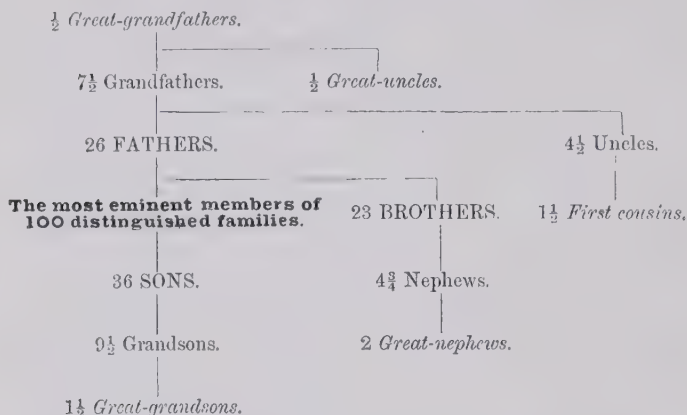 ½ Great-grandfathers.
7½ Grandfathers. ½ Great-uncles.
26 FATHERS. 4½ Uncles.
The most eminent members of
100 distinguished families. 23 BROTHERS. 1½ First cousins.
36 SONS. 4¾ Nephews.
9½ Grandsons. 2 Great-nephews.
1½ Great-grandsons.